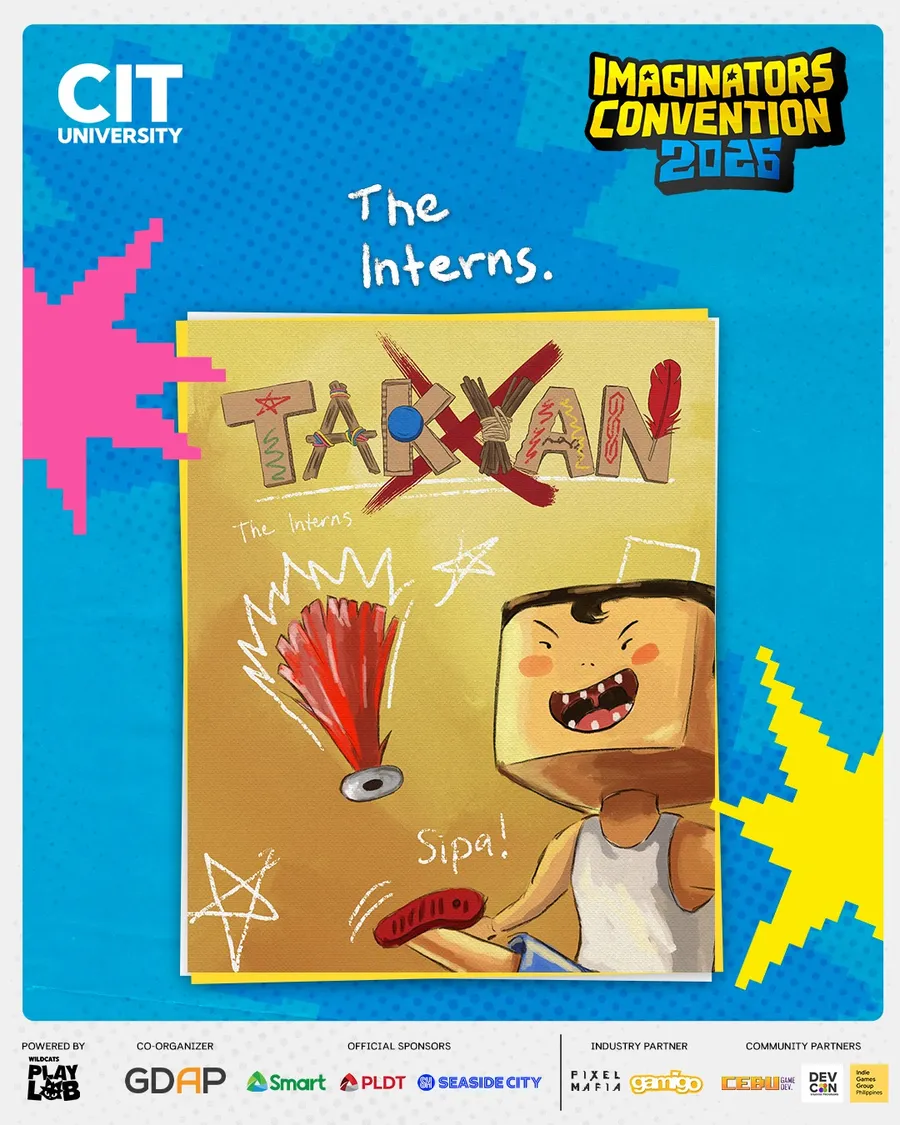 CIT
UNIVERSITY
IMAGINATORS
CONVENTION
2026
The
Interns.
TAKYAN
The Interns
Sipa!
POWERED BY
CO-ORGANIZER
OFFICIAL SPONSORS
INDUSTRY PARTNER
COMMUNITY PARTNERS
WILDCATS
PLAY
LAB
GDAP
Smart
PLDT
SM SEASIDE CITY
PIXEL
MAFIA
gamigo
CEBU GAME
DEV.
DEV
CON
Indie
Games
Group
Philippines